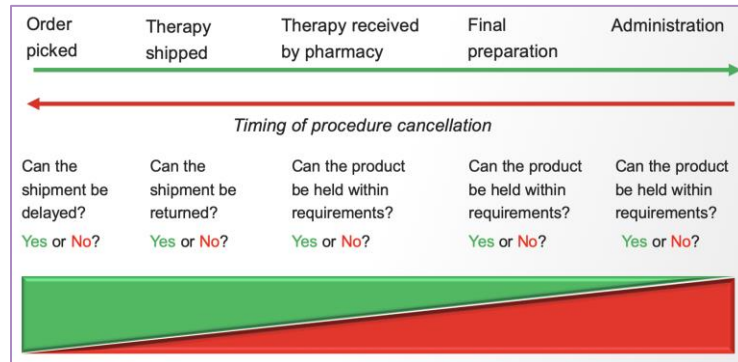 Order picked
Therapy shipped
Therapy received by pharmacy
Final preparation
Administration
Timing of procedure cancellation
Can the shipment be delayed?
Yes or No?
Can the shipment be returned?
Yes or No?
Can the product be held within requirements?
Yes or No?
Can the product be held within requirements?
Yes or No?
Can the product be held within requirements?
Yes or No?